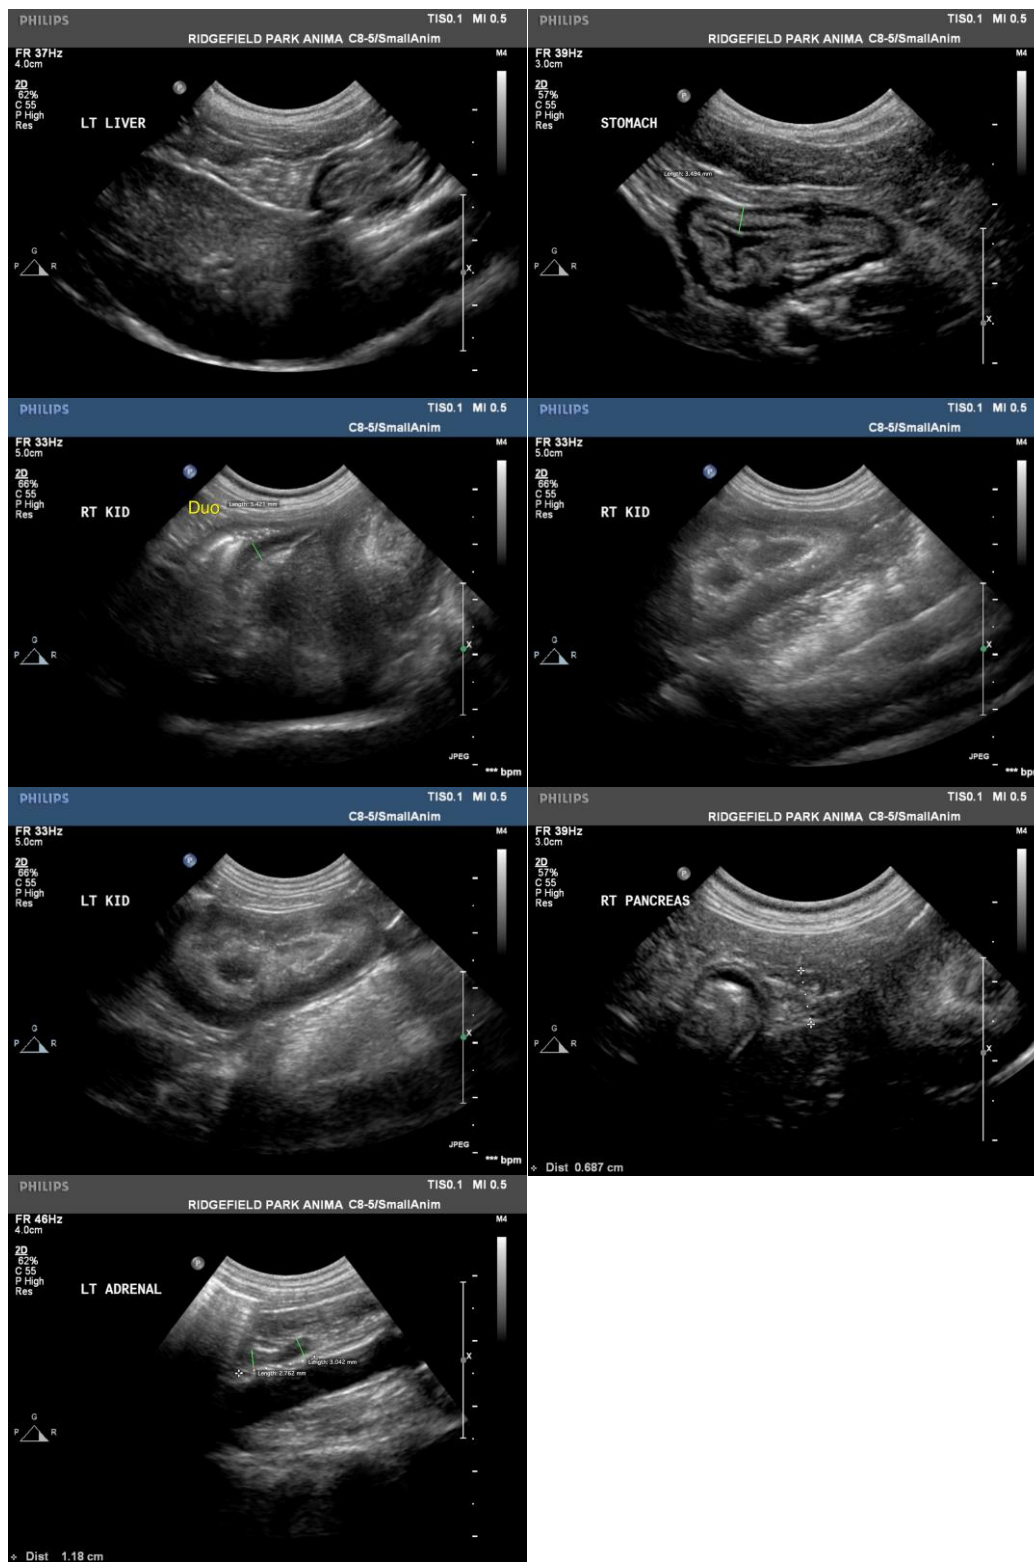 PHILIPS TIS0.1 MI 0.5
RIDGEFIELD PARK ANIMA C8-5/SmallAnim
FR 37Hz M4
4.0cm
2D
62%
C 55
P High
Res
LT LIVER
G
P R
X
PHILIPS TIS0.1 MI 0.5
RIDGEFIELD PARK ANIMA C8-5/SmallAnim
FR 39Hz M4
3.0cm
2D
57%
C 55
P High
Res
STOMACH
Length: 3.494 mm
G
P R
X
PHILIPS TIS0.1 MI 0.5
C8-5/SmallAnim
FR 33Hz M4
5.0cm
2D
66%
C 55
P High
Res
Duo
RT KID
G
P R
X
JPEG
*** bpm
PHILIPS TIS0.1 MI 0.5
C8-5/SmallAnim
FR 33Hz M4
5.0cm
2D
66%
C 55
P High
Res
RT KID
G
P R
X
JPEG
*** bpm
PHILIPS TIS0.1 MI 0.5
C8-5/SmallAnim
FR 33Hz M4
5.0cm
2D
66%
C 55
P High
Res
LT KID
G
P R
X
JPEG
*** bpm
PHILIPS TIS0.1 MI 0.5
RIDGEFIELD PARK ANIMA C8-5/SmallAnim
FR 39Hz M4
3.0cm
2D
57%
C 55
P High
Res
RT PANCREAS
G
P R
X
Dist 0.687 cm
PHILIPS TIS0.1 MI 0.5
RIDGEFIELD PARK ANIMA C8-5/SmallAnim
FR 46Hz M4
4.0cm
2D
62%
C 55
P High
Res
LT ADRENAL
Length: 3.042 mm
Length: 2.762 mm
G
P R
X
Dist 1.18 cm